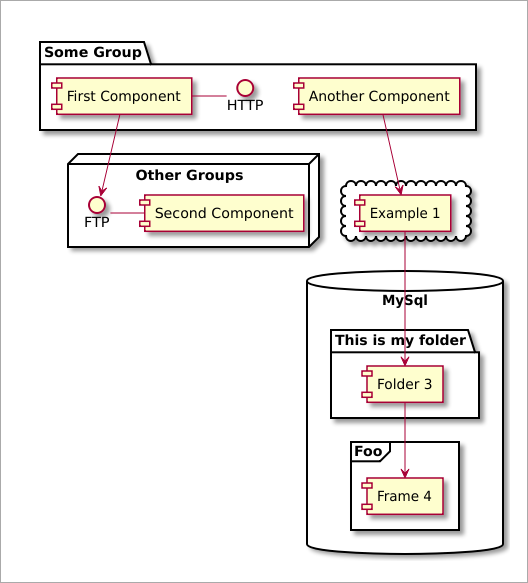 Some Group
First Component
HTTP
Another Component
Other Groups
FTP
Second Component
Example 1
MySql
This is my folder
Folder 3
Foo
Frame 4